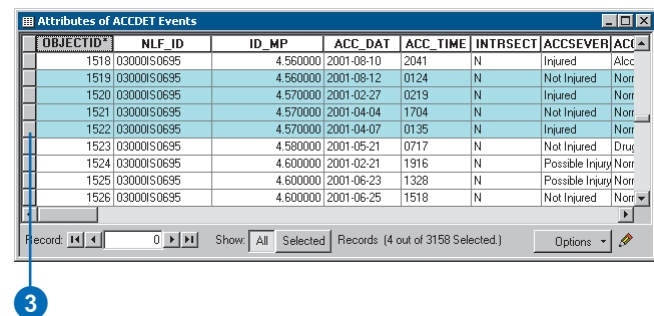 Attributes of ACCDET Events
OBJECTID* NLF_ID ID_MP ACC_DAT ACC_TIME INTRSECT ACCSEVER
1518 03000IS0695 4.560000 2001-08-10 2041 N Injured
1519 03000IS0695 4.560000 2001-08-12 0124 N Not Injured
1520 03000IS0695 4.570000 2001-02-27 0219 N Injured
1521 03000IS0695 4.570000 2001-04-04 1704 N Not Injured
1522 03000IS0695 4.570000 2001-04-07 0135 N Injured
1523 03000IS0695 4.580000 2001-05-21 0717 N Not Injured
1524 03000IS0695 4.600000 2001-02-21 1916 N Possible Injury
1525 03000IS0695 4.600000 2001-06-23 1328 N Possible Injury
1526 03000IS0695 4.600000 2001-06-25 1518 N Not Injured
Record: 0 Show: All Selected Records (4 out of 3158 Selected.) Options
3